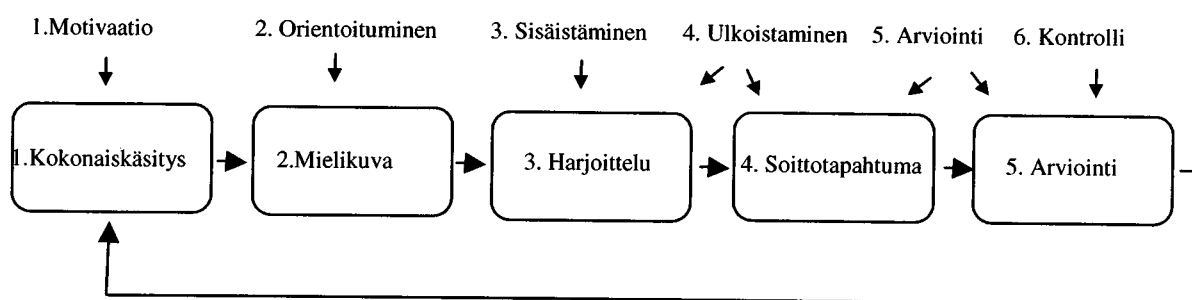 1.Motivaatio
2. Orientoituminen
3. Sisäistäminen
4. Ulkoistaminen
5. Arviointi
6. Kontrolli
1.Kokonaiskäsitys
2.Mielikuva
3. Harjoittelu
4. Soittotapahtuma
5. Arviointi